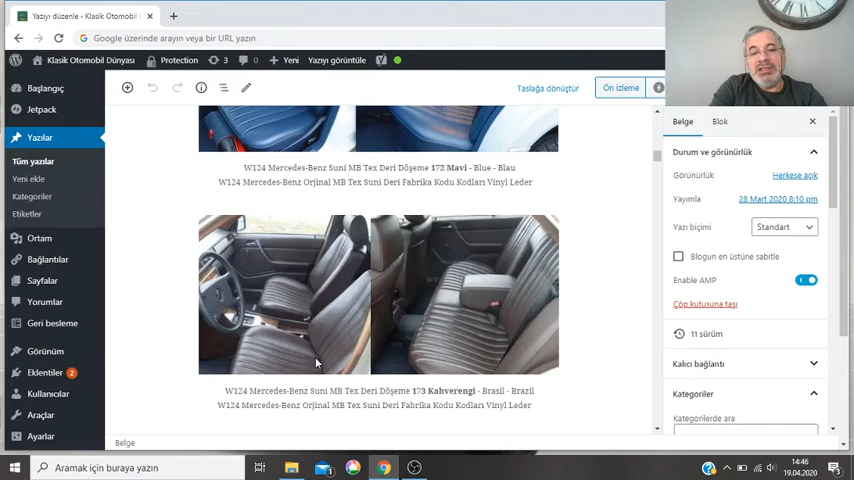 Yazıyı düzenle ‹ Klasik Otomobil
Google üzerinde arayın veya bir URL yazın
Klasik Otomobil Dünyası
Protection
3
0
Yeni
Yazıyı görüntüle
Başlangıç
Jetpack
Yazılar
Tüm yazılar
Yeni ekle
Kategoriler
Etiketler
Ortam
Bağlantılar
Sayfalar
Yorumlar
Geri besleme
Görünüm
Eklentiler 2
Kullanıcılar
Araçlar
Ayarlar
Taslağa dönüştür
Ön izleme
W124 Mercedes-Benz Suni MB Tex Deri Döşeme 172 Mavi - Blue - Blau
W124 Mercedes-Benz Orjinal MB Tex Suni Deri Fabrika Kodu Kodları Vinyl Leder
W124 Mercedes-Benz Suni MB Tex Deri Döşeme 173 Kahverengi - Brasil - Brazil
W124 Mercedes-Benz Orjinal MB Tex Suni Deri Fabrika Kodu Kodları Vinyl Leder
Belge
Belge
Blok
Durum ve görünürlük
Görünürlük
Herkese açık
Yayımla
28 Mart 2020 8:10 pm
Yazı biçimi
Standart
Blogun en üstüne sabitle
Enable AMP
Çöp kutusuna taşı
11 sürüm
Kalıcı bağlantı
Kategoriler
Kategorilerde ara
Aramak için buraya yazın
14:46
19.04.2020